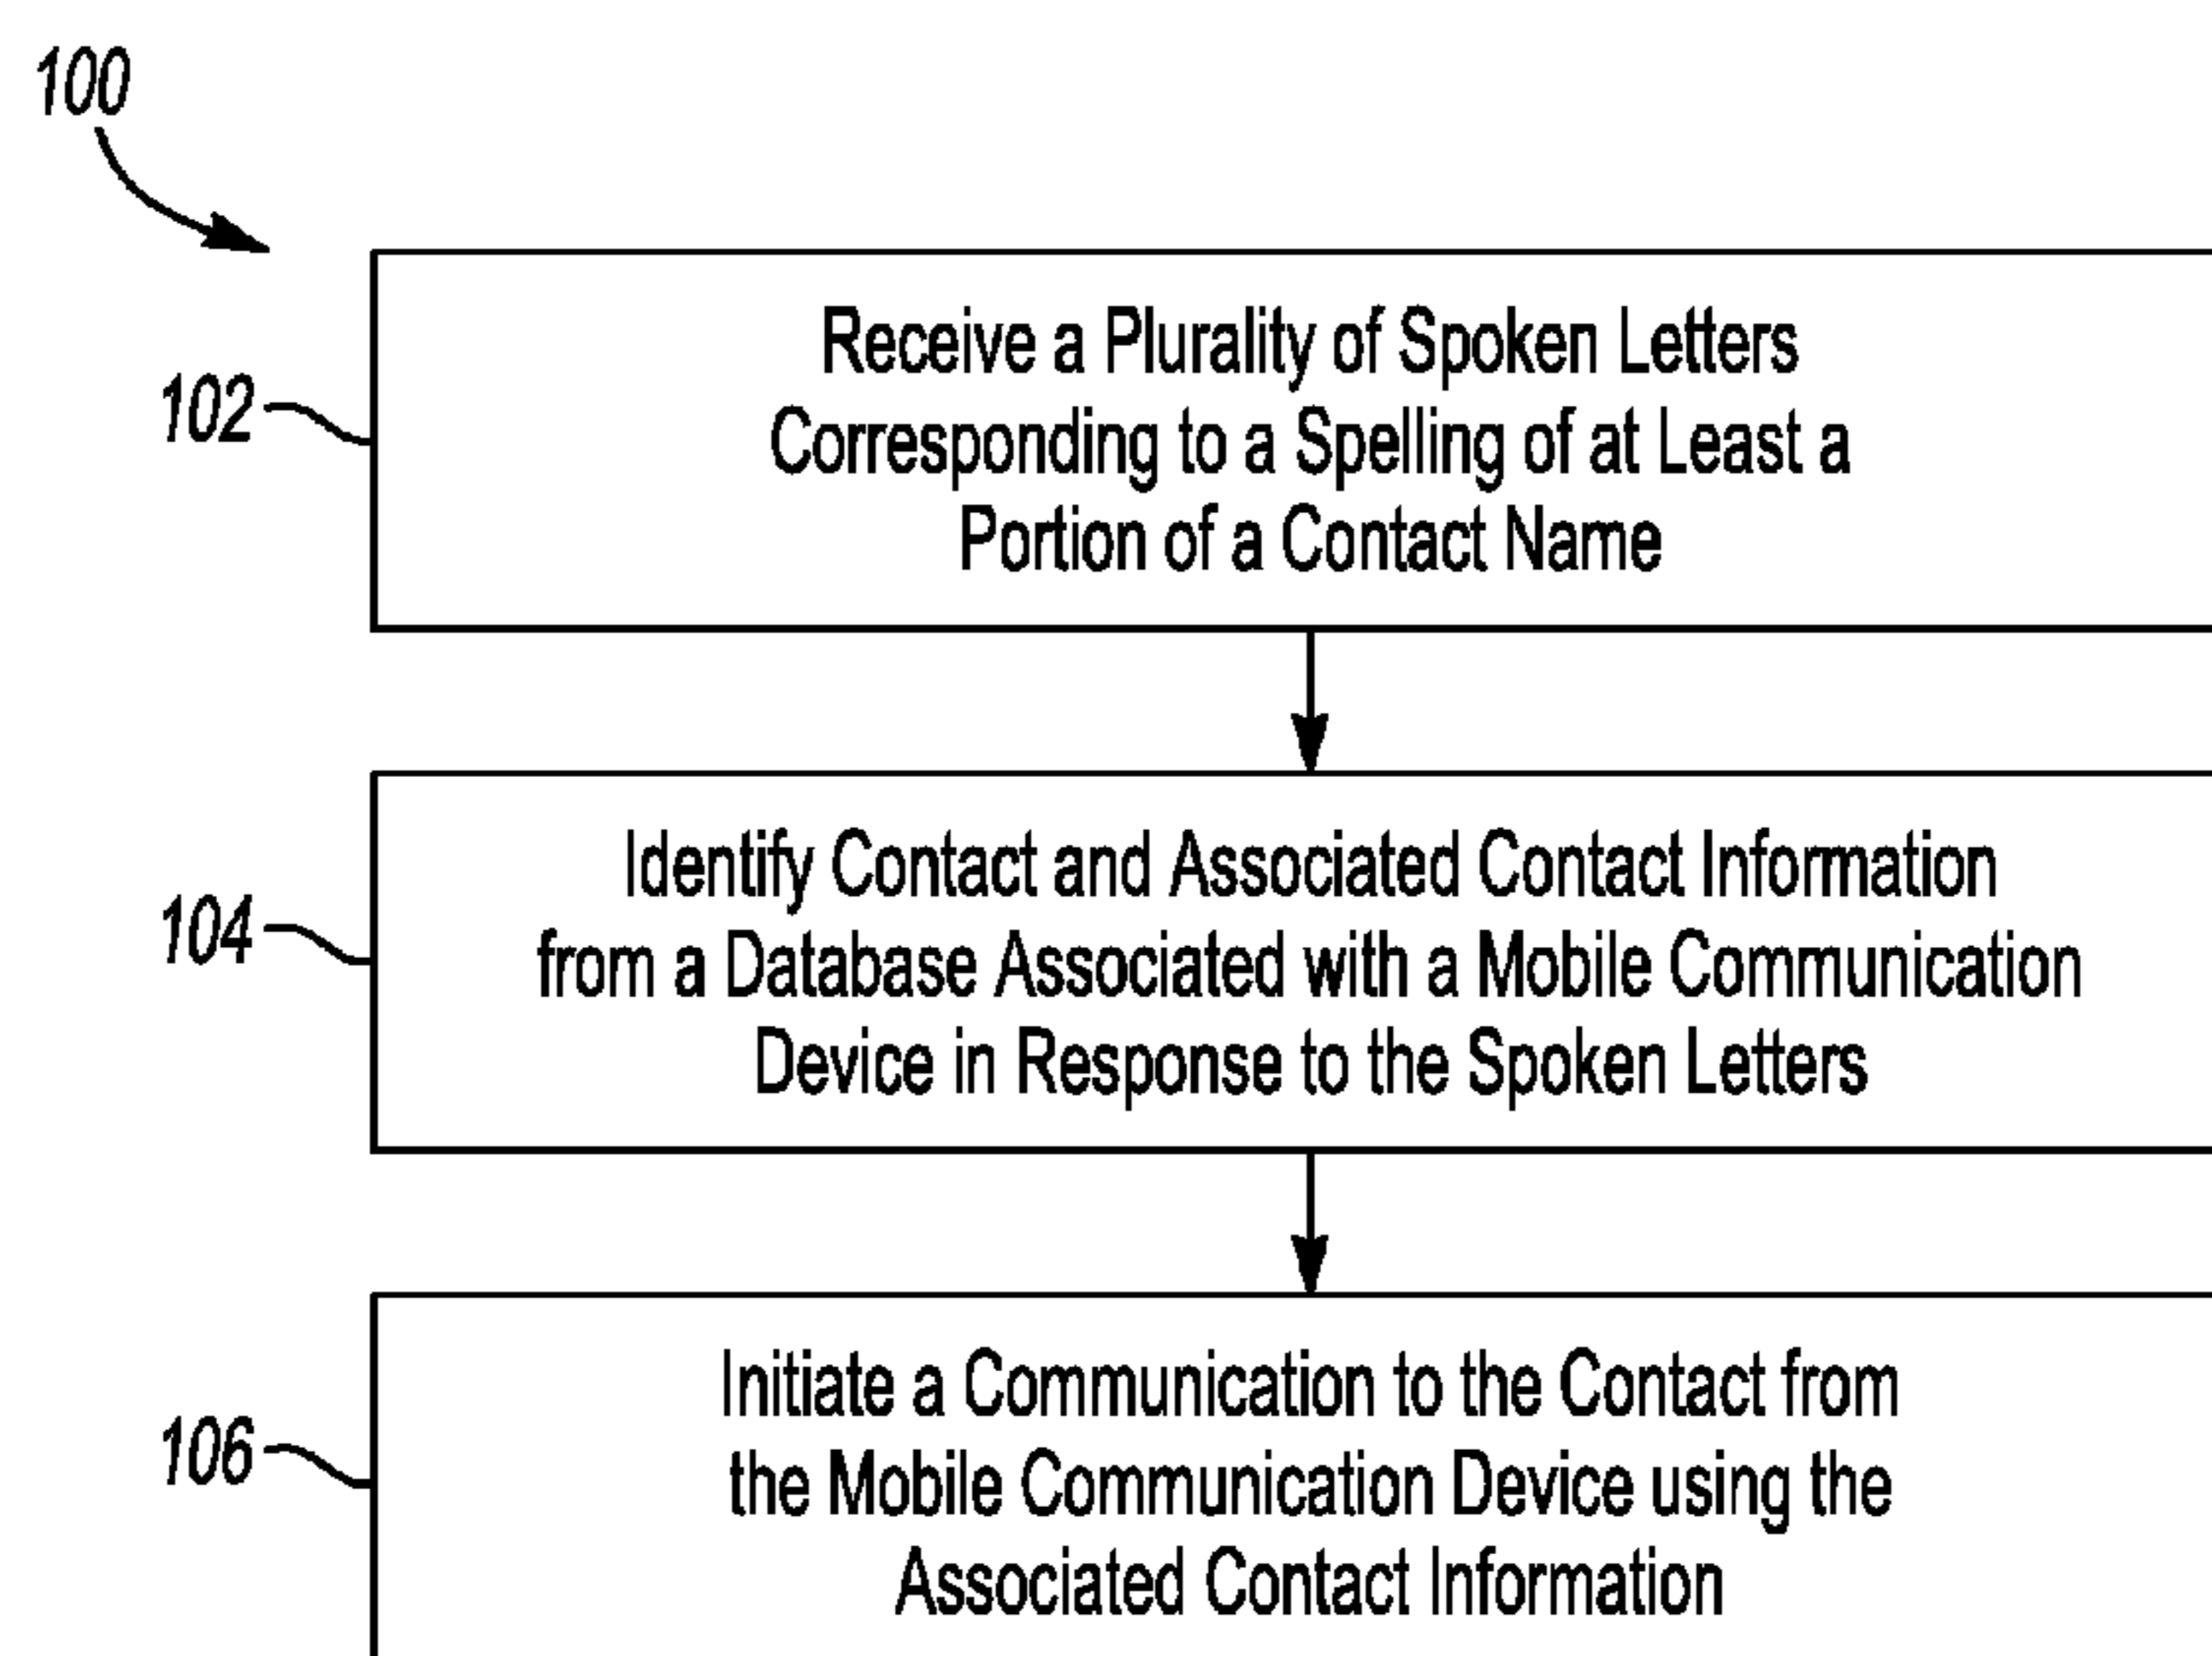 100
102
Receive a Plurality of Spoken Letters
Corresponding to a Spelling of at Least a
Portion of a Contact Name
104
Identify Contact and Associated Contact Information
from a Database Associated with a Mobile Communication
Device in Response to the Spoken Letters
106
Initiate a Communication to the Contact from
the Mobile Communication Device using the
Associated Contact Information